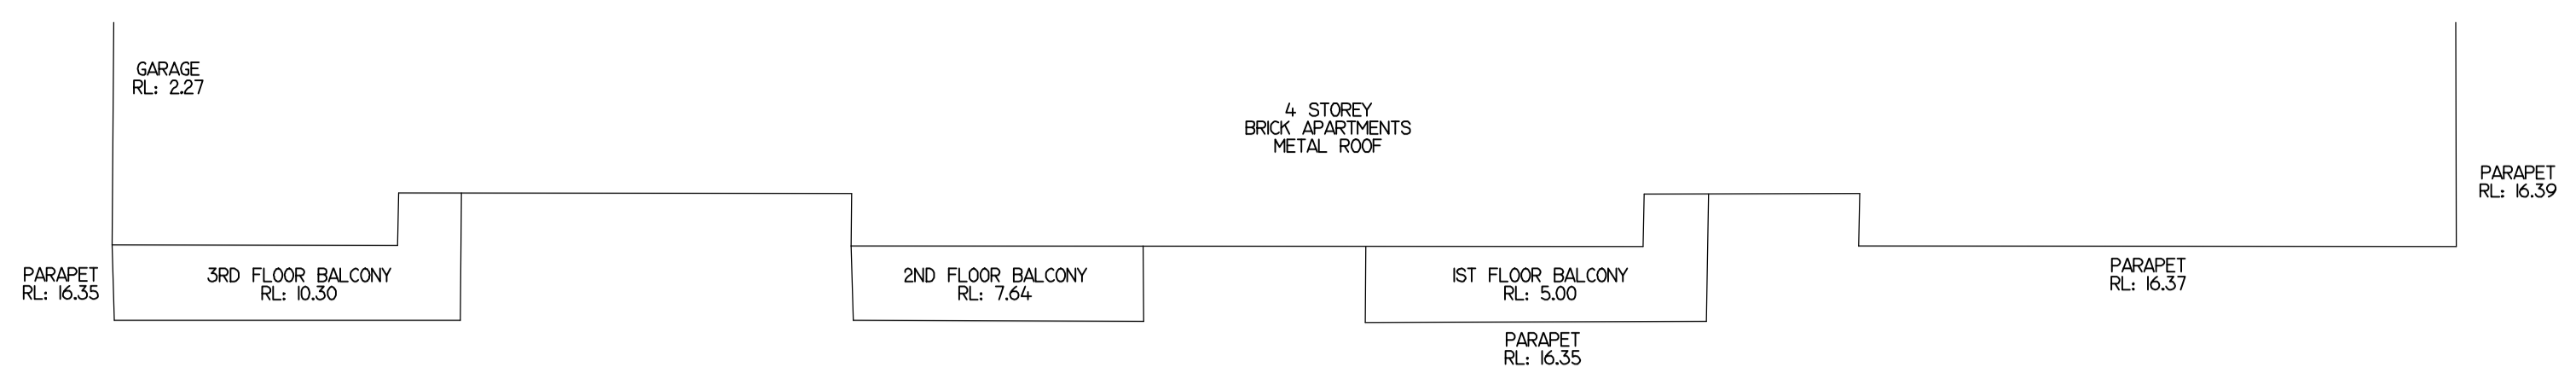 GARAGE
RL: 2.27
4 STOREY
BRICK APARTMENTS
METAL ROOF
PARAPET
RL: 16.39
PARAPET
RL: 16.35
3RD FLOOR BALCONY
RL: 10.30
2ND FLOOR BALCONY
RL: 7.64
1ST FLOOR BALCONY
RL: 5.00
PARAPET
RL: 16.37
PARAPET
RL: 16.35